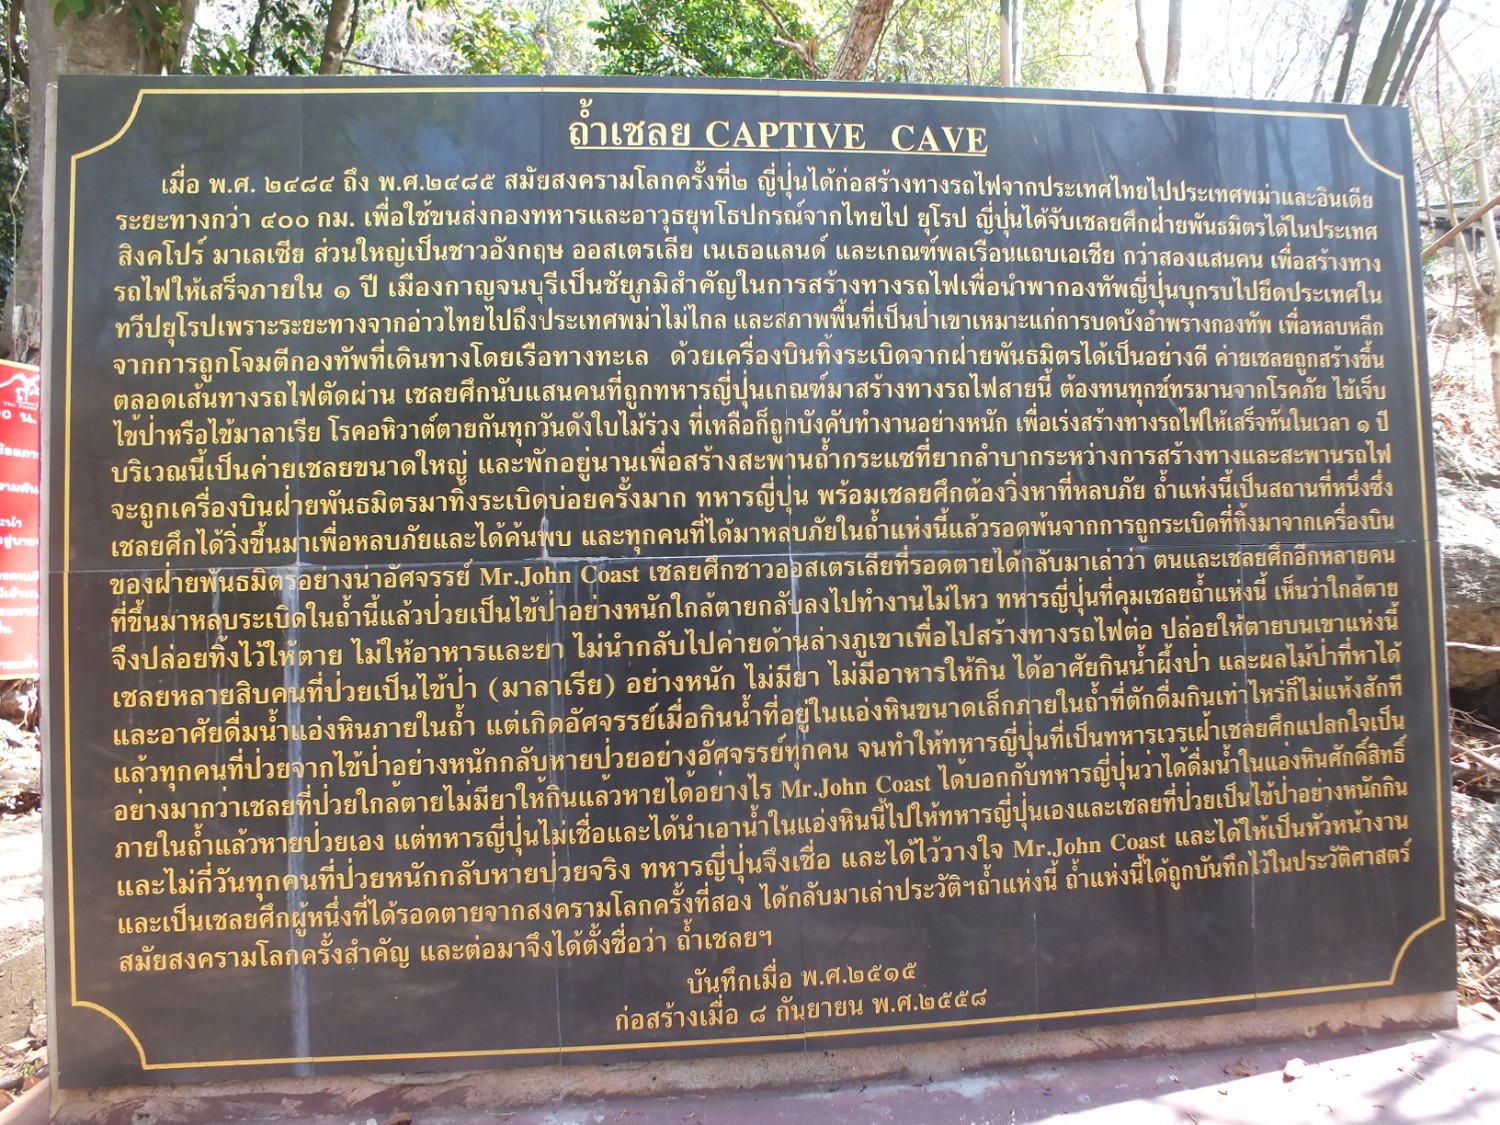 ถ้ำเชลย CAPTIVE CAVE
เมื่อ พ.ศ. ๒๔๘๔ ถึง พ.ศ.๒๔๘๕ สมัยสงครามโลกครั้งที่๒ ญี่ปุ่นได้ก่อสร้างทางรถไฟจากประเทศไทยไปประเทศพม่าและอินเดีย
ระยะทางกว่า ๔๐๐ กม. เพื่อใช้ขนส่งกองทหารและอาวุธยุทโธปกรณ์จากไทยไป ยุโรป ญี่ปุ่นได้จับเชลยศึกฝ่ายพันธมิตรได้ในประเทศ
สิงคโปร์ มาเลเซีย ส่วนใหญ่เป็นชาวอังกฤษ ออสเตรเลีย เนเธอแลนด์ และเกณฑ์พลเรือนแถบเอเชีย กว่าสองแสนคน เพื่อสร้างทาง
รถไฟให้เสร็จภายใน ๑ ปี เมืองกาญจนบุรีเป็นชัยภูมิสำคัญในการสร้างทางรถไฟเพื่อนำพากองทัพญี่ปุ่นบุกรบไปยึดประเทศใน
ทวีปยุโรปเพราะระยะทางจากอ่าวไทยไปถึงประเทศพม่าไม่ไกล และสภาพพื้นที่เป็นป่าเขาเหมาะแก่การบดบังอำพรางกองทัพ เพื่อหลบหลีก
จากการถูกโจมตีกองทัพที่เดินทางโดยเรือทางทะเล ด้วยเครื่องบินทิ้งระเบิดจากฝ่ายพันธมิตรได้เป็นอย่างดี ค่ายเชลยถูกสร้างขึ้น
ตลอดเส้นทางรถไฟตัดผ่าน เชลยศึกนับแสนคนที่ถูกทหารญี่ปุ่นเกณฑ์มาสร้างทางรถไฟสายนี้ ต้องทนทุกข์ทรมานจากโรคภัย ไข้เจ็บ
ไข้ป่าหรือไข้มาลาเรีย โรคอหิวาต์ตายกันทุกวันดังใบไม้ร่วง ที่เหลือก็ถูกบังคับทำงานอย่างหนัก เพื่อเร่งสร้างทางรถไฟให้เสร็จทันในเวลา ๑ ปี
บริเวณนี้เป็นค่ายเชลยขนาดใหญ่ และพักอยู่นานเพื่อสร้างสะพานถ้ำกระแซที่ยากลำบากระหว่างการสร้างทางและสะพานรถไฟ
จะถูกเครื่องบินฝ่ายพันธมิตรมาทิ้งระเบิดบ่อยครั้งมาก ทหารญี่ปุ่น พร้อมเชลยศึกต้องวิ่งหาที่หลบภัย ถ้ำแห่งนี้เป็นสถานที่หนึ่งซึ่ง
เชลยศึกได้วิ่งขึ้นมาเพื่อหลบภัยและได้ค้นพบ และทุกคนที่ได้มาหลบภัยในถ้ำแห่งนี้แล้วรอดพ้นจากการถูกระเบิดที่ทิ้งมาจากเครื่องบิน
ของฝ่ายพันธมิตรอย่างน่าอัศจรรย์ Mr.John Coast เชลยศึกชาวออสเตรเลียที่รอดตายได้กลับมาเล่าว่า ตนและเชลยศึกอีกหลายคน
ที่ขึ้นมาหลบระเบิดในถ้ำนี้แล้วป่วยเป็นไข้ป่าอย่างหนักใกล้ตายกลับลงไปทำงานไม่ไหว ทหารญี่ปุ่นที่คุมเชลยถ้ำแห่งนี้ เห็นว่าใกล้ตาย
จึงปล่อยทิ้งไว้ให้ตาย ไม่ให้อาหารและยา ไม่นำกลับไปค่ายด้านล่างภูเขาเพื่อไปสร้างทางรถไฟต่อ ปล่อยให้ตายบนเขาแห่งนี้
เชลยหลายสิบคนที่ป่วยเป็นไข้ป่า (มาลาเรีย) อย่างหนัก ไม่มียา ไม่มีอาหารให้กิน ได้อาศัยกินน้ำผึ้งป่า และผลไม้ป่าที่หาได้
และอาศัยดื่มน้ำแอ่งหินภายในถ้ำ แต่เกิดอัศจรรย์เมื่อกินน้ำที่อยู่ในแอ่งหินขนาดเล็กภายในถ้ำที่ตักดื่มกินเท่าไหร่ก็ไม่แห้งสักที
แล้วทุกคนที่ป่วยจากไข้ป่าอย่างหนักกลับหายป่วยอย่างอัศจรรย์ทุกคน จนทำให้ทหารญี่ปุ่นที่เป็นทหารเวรเฝ้าเชลยศึกแปลกใจเป็น
อย่างมากว่าเชลยที่ป่วยใกล้ตายไม่มียาให้กินแล้วหายได้อย่างไร Mr.John Coast ได้บอกกับทหารญี่ปุ่นว่าได้ดื่มน้ำในแอ่งหินศักดิ์สิทธิ์
ภายในถ้ำแล้วหายป่วยเอง แต่ทหารญี่ปุ่นไม่เชื่อและได้นำเอาน้ำในแอ่งหินนี้ไปให้ทหารญี่ปุ่นเองและเชลยที่ป่วยเป็นไข้ป่าอย่างหนักกิน
และไม่กี่วันทุกคนที่ป่วยหนักกลับหายป่วยจริง ทหารญี่ปุ่นจึงเชื่อ และได้ไว้วางใจ Mr.John Coast และได้ให้เป็นหัวหน้างาน
และเป็นเชลยศึกผู้หนึ่งที่ได้รอดตายจากสงครามโลกครั้งที่สอง ได้กลับมาเล่าประวัติฯถ้ำแห่งนี้ ถ้ำแห่งนี้ได้ถูกบันทึกไว้ในประวัติศาสตร์
สมัยสงครามโลกครั้งสำคัญ และต่อมาจึงได้ตั้งชื่อว่า ถ้ำเชลยฯ
บันทึกเมื่อ พ.ศ.๒๕๑๕
ก่อสร้างเมื่อ ๘ กันยายน พ.ศ.๒๕๕๘